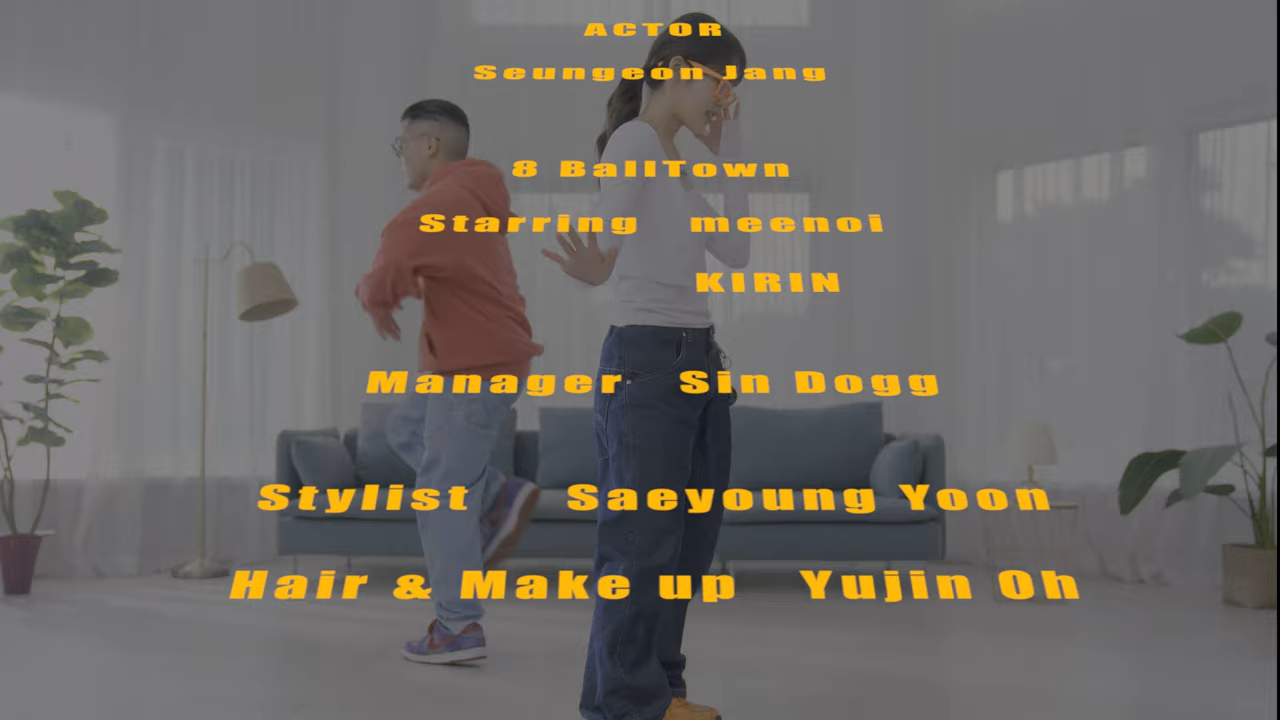 ACTOR
Seungeon Jang
8 BallTown
Starring meenoi
KIRIN
Manager Sin Dogg
Stylist Saeyoung Yoon
Hair & Make up Yujin Oh